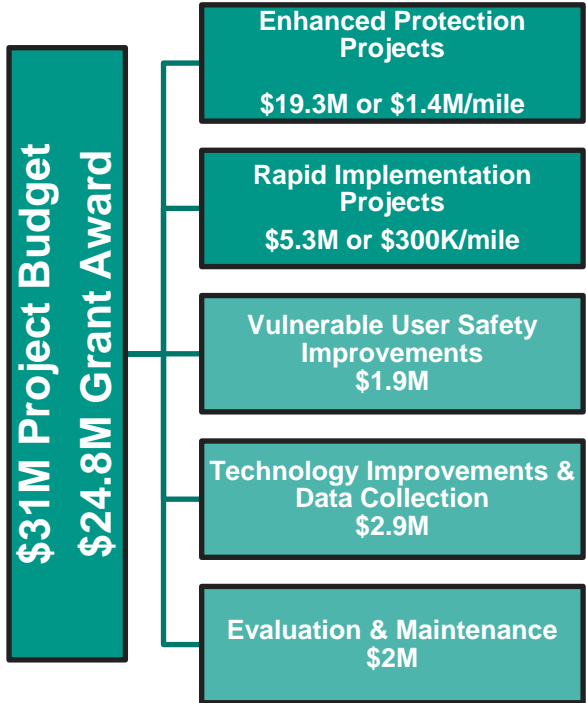 $31M Project Budget
$24.8M Grant Award
Enhanced Protection
Projects
$19.3M or $1.4M/mile
Rapid Implementation
Projects
$5.3M or $300K/mile
Vulnerable User Safety
Improvements
$1.9M
Technology Improvements &
Data Collection
$2.9M
Evaluation & Maintenance
$2M